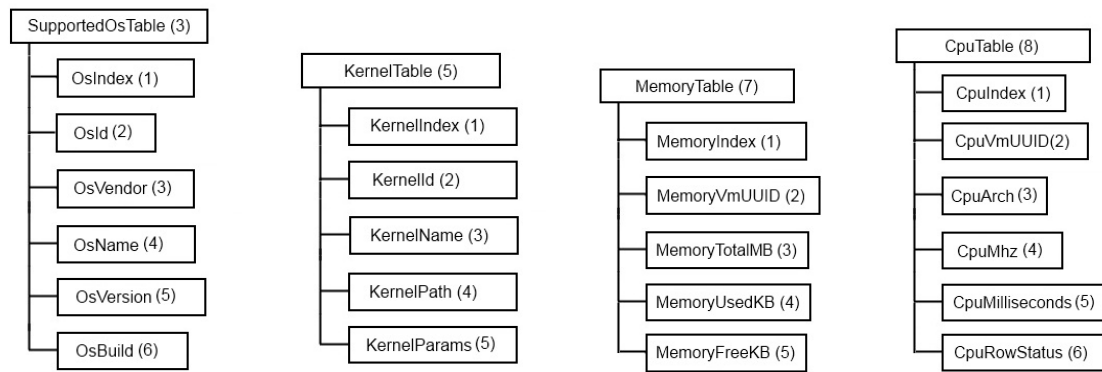 SupportedOsTable (3)
OsIndex (1)
OsId (2)
OsVendor (3)
OsName (4)
OsVersion (5)
OsBuild (6)
KernelTable (5)
KernelIndex (1)
KernelId (2)
KernelName (3)
KernelPath (4)
KernelParams (5)
MemoryTable (7)
MemoryIndex (1)
MemoryVmUUID (2)
MemoryTotalMB (3)
MemoryUsedKB (4)
MemoryFreeKB (5)
CpuTable (8)
CpuIndex (1)
CpuVmUUID(2)
CpuArch (3)
CpuMhz (4)
CpuMilliseconds (5)
CpuRowStatus (6)